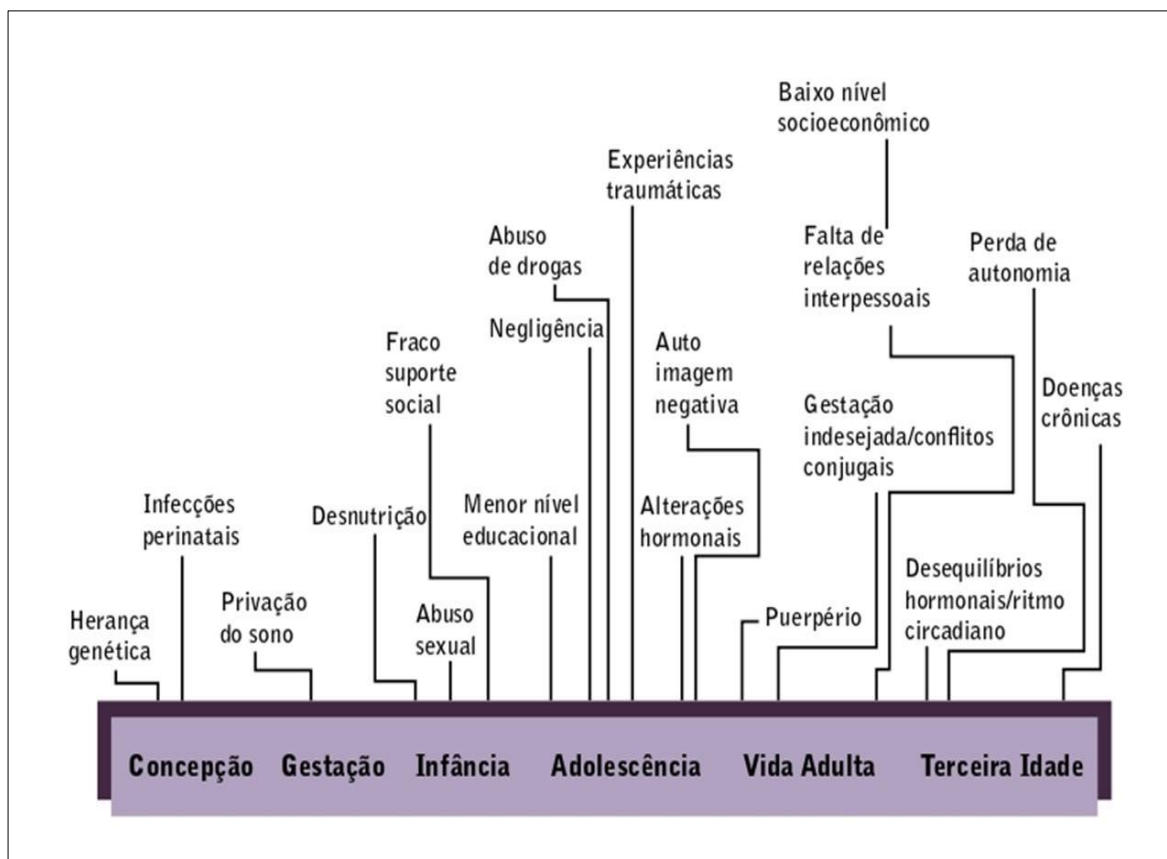 Baixo nível
socioeconômico
Experiências
traumáticas
Abuso
de drogas
Falta de
relações
interpessoais
Perda de
autonomia
Negligência
Fraco
suporte
social
Auto
imagem
negativa
Gestação
indesejada/conflitos
conjugais
Doenças
crônicas
Infecções
perinatais
Desnutrição
Menor nível
educacional
Alterações
hormonais
Desequilíbrios
hormonais/ritmo
circadiano
Herança
genética
Privação
do sono
Abuso
sexual
Puerpério
Concepção Gestação Infância Adolescência Vida Adulta Terceira Idade